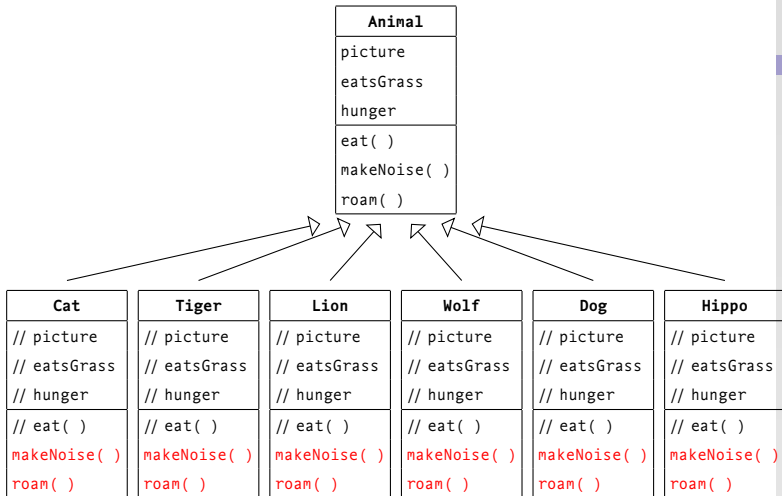 Animal
picture
eatsGrass
hunger
eat( )
makeNoise( )
roam( )
Cat
// picture
// eatsGrass
// hunger
// eat( )
makeNoise( )
roam( )
Tiger
// picture
// eatsGrass
// hunger
// eat( )
makeNoise( )
roam( )
Lion
// picture
// eatsGrass
// hunger
// eat( )
makeNoise( )
roam( )
Wolf
// picture
// eatsGrass
// hunger
// eat( )
makeNoise( )
roam( )
Dog
// picture
// eatsGrass
// hunger
// eat( )
makeNoise( )
roam( )
Hippo
// picture
// eatsGrass
// hunger
// eat( )
makeNoise( )
roam( )